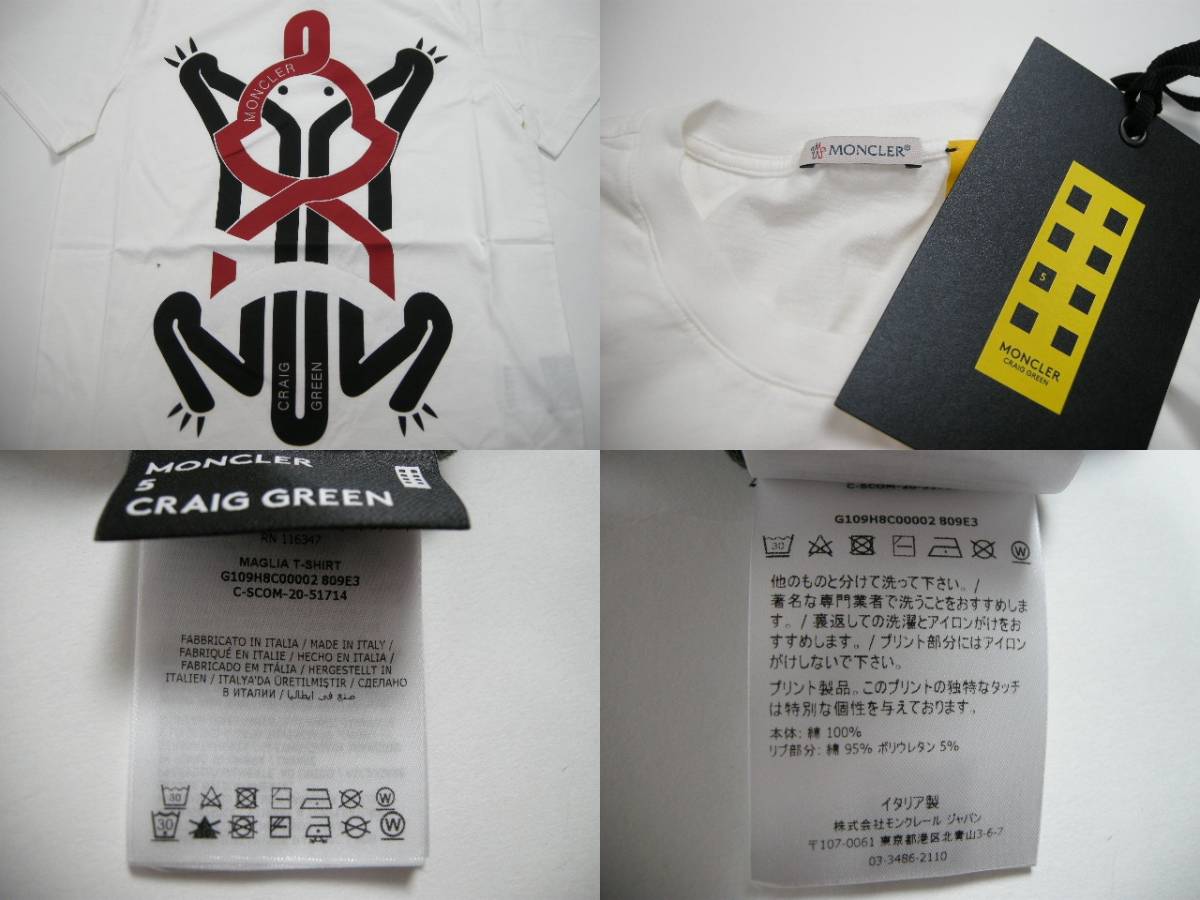 MONCLER
CRAIG
GREEN
MONCLER®
5
MONCLER
CRAIG GREEN
MONCLER
5
CRAIG GREEN
RN 116347
MAGLIA T-SHIRT
G109H8C00002 809E3
C-SCOM-20-51714
FABBRICATO IN ITALIA / MADE IN ITALY /
FABRIQUÉ EN ITALIE / HECHO EN ITALIA /
FABRICADO EM ITÁLIA / HERGESTELLT IN
ITALIEN / ITALYA'DA ÜRETILMIŞTIR / СДЕЛАНО
В ИТАЛИИ / صنع في ايطاليا
30
W
30
W
G109H8C00002 809E3
30
W
他のものと分けて洗って下さい。/
著名な専門業者で洗うことをおすすめしま
す。/ 裏返しての洗濯とアイロンがけをお
すすめします。/ プリント部分にはアイロン
がけしないで下さい。
プリント製品。このプリントの独特なタッチ
は特別な個性を与えております。
本体: 綿 100%
リブ部分: 綿 95% ポリウレタン 5%
イタリア製
株式会社モンクレール ジャパン
〒107-0061 東京都港区北青山3-6-7
03-3486-2110